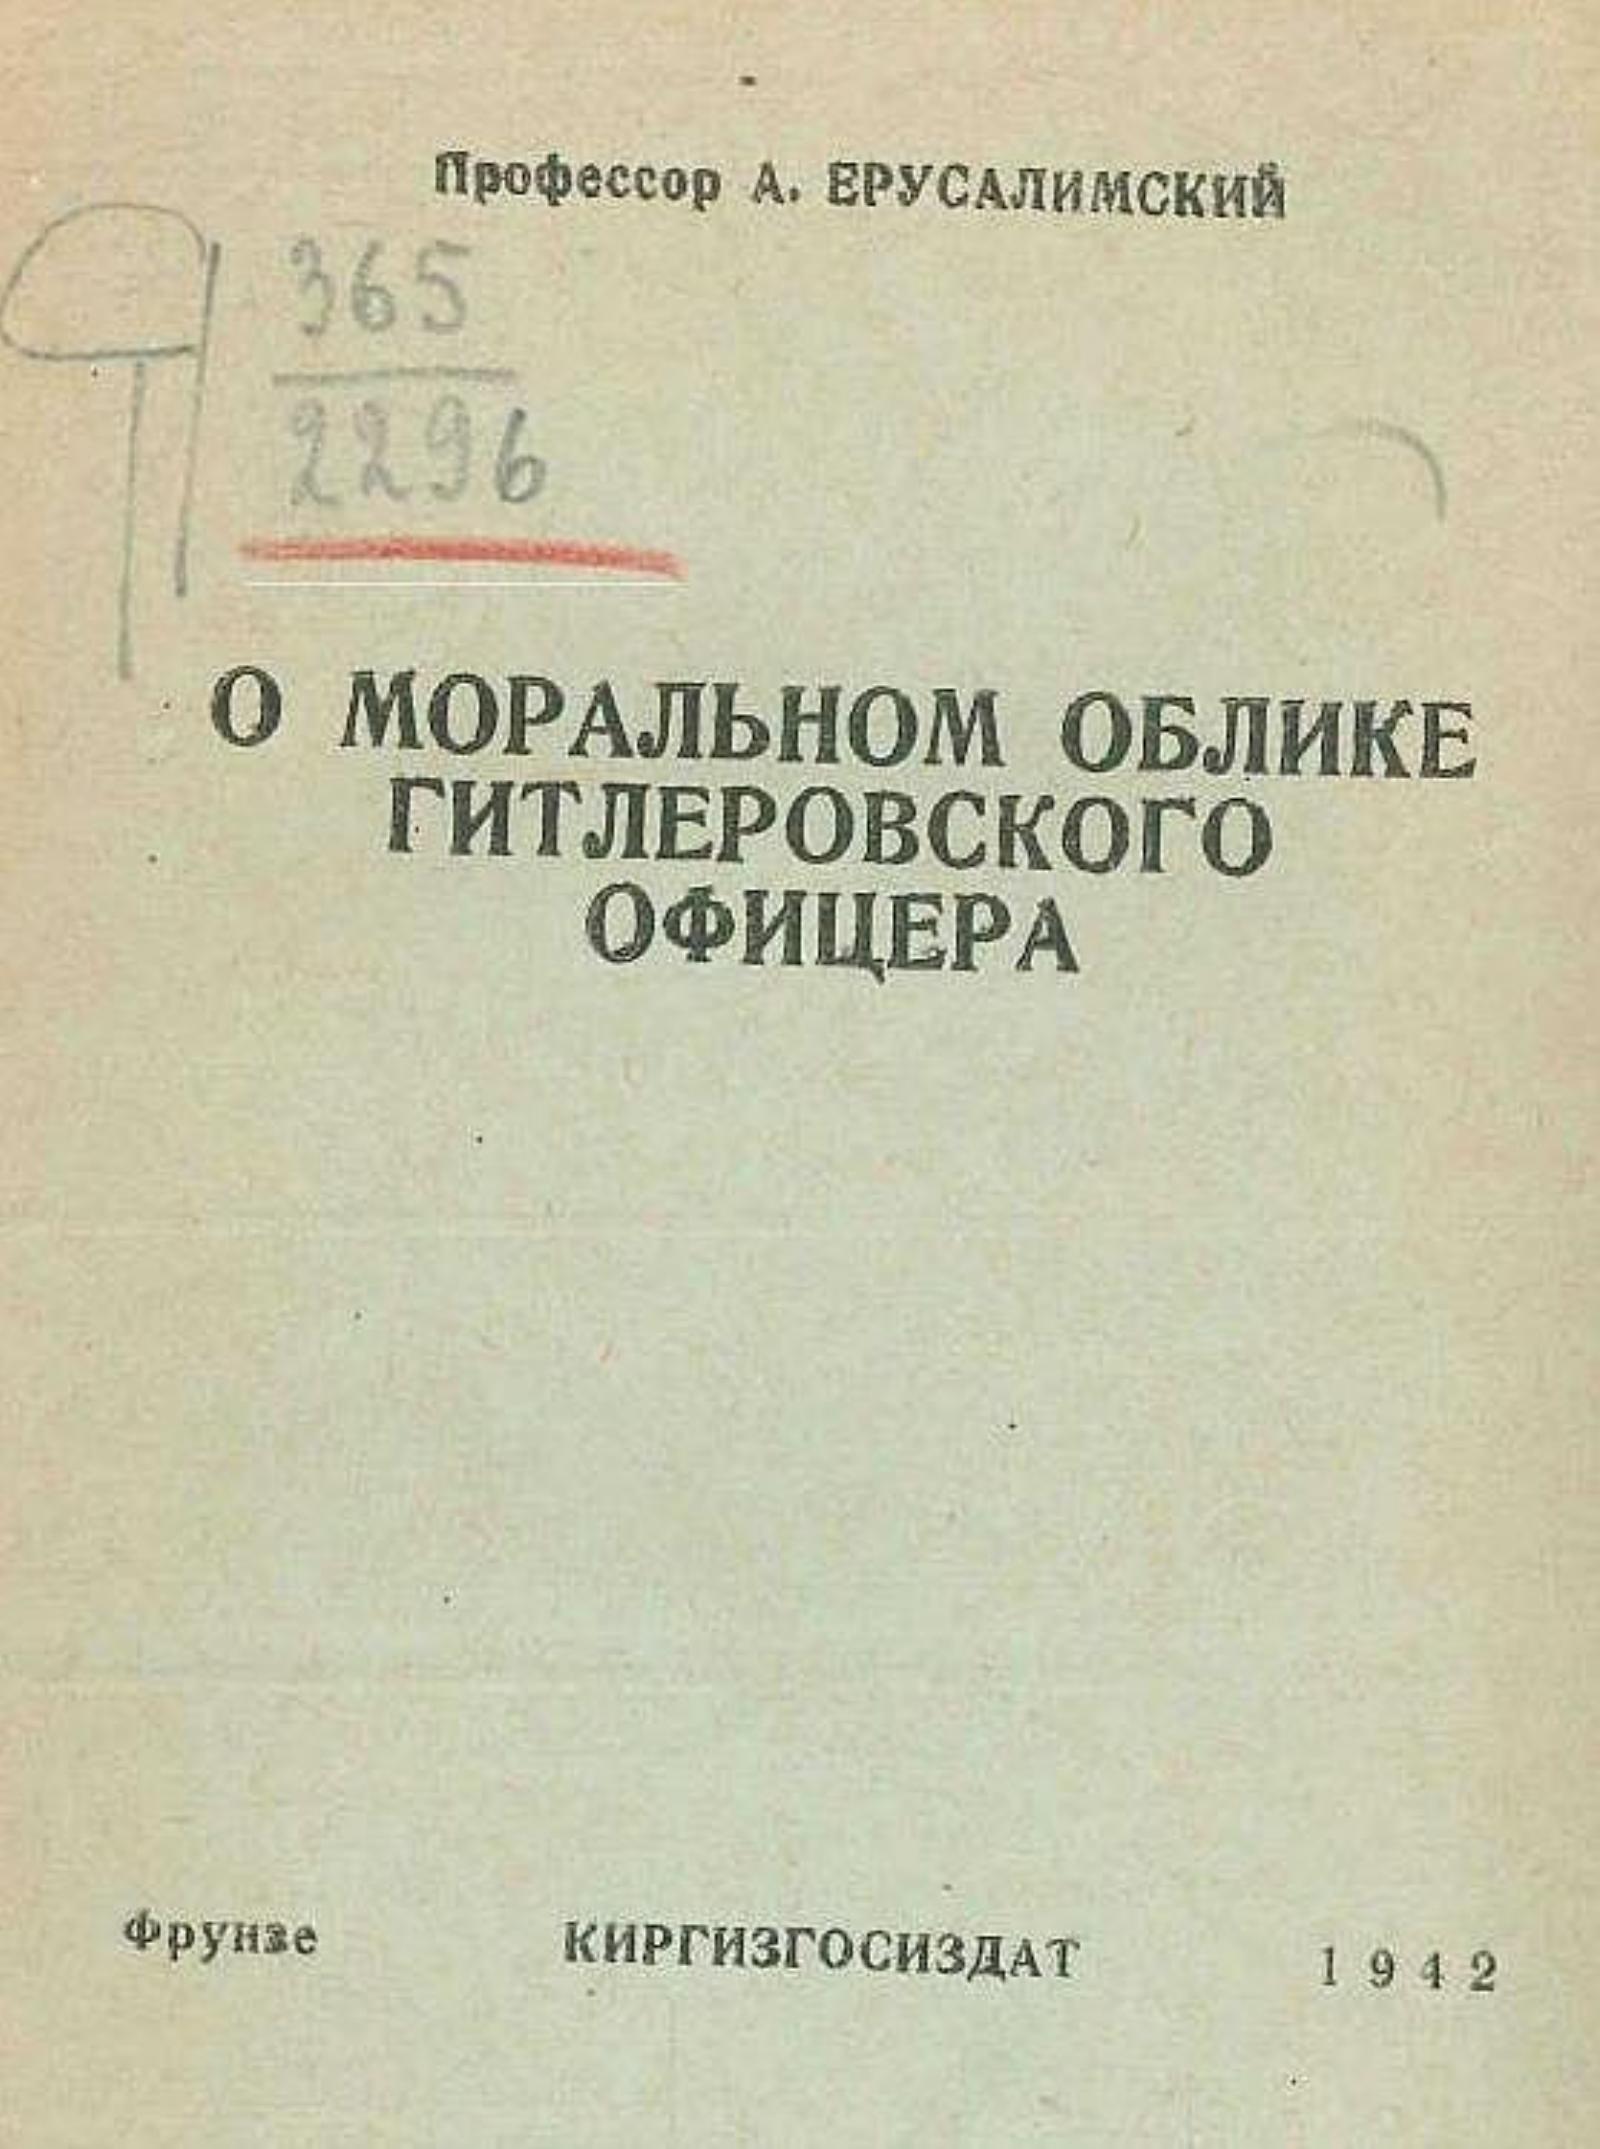 Профессор А. ЕРУСАЛИМСКИЙ
365
2296
О МОРАЛЬНОМ ОБЛИКЕ
ГИТЛЕРОВСКОГО
ОФИЦЕРА
Фрунзе КИРГИЗГОСИЗДАТ 1942